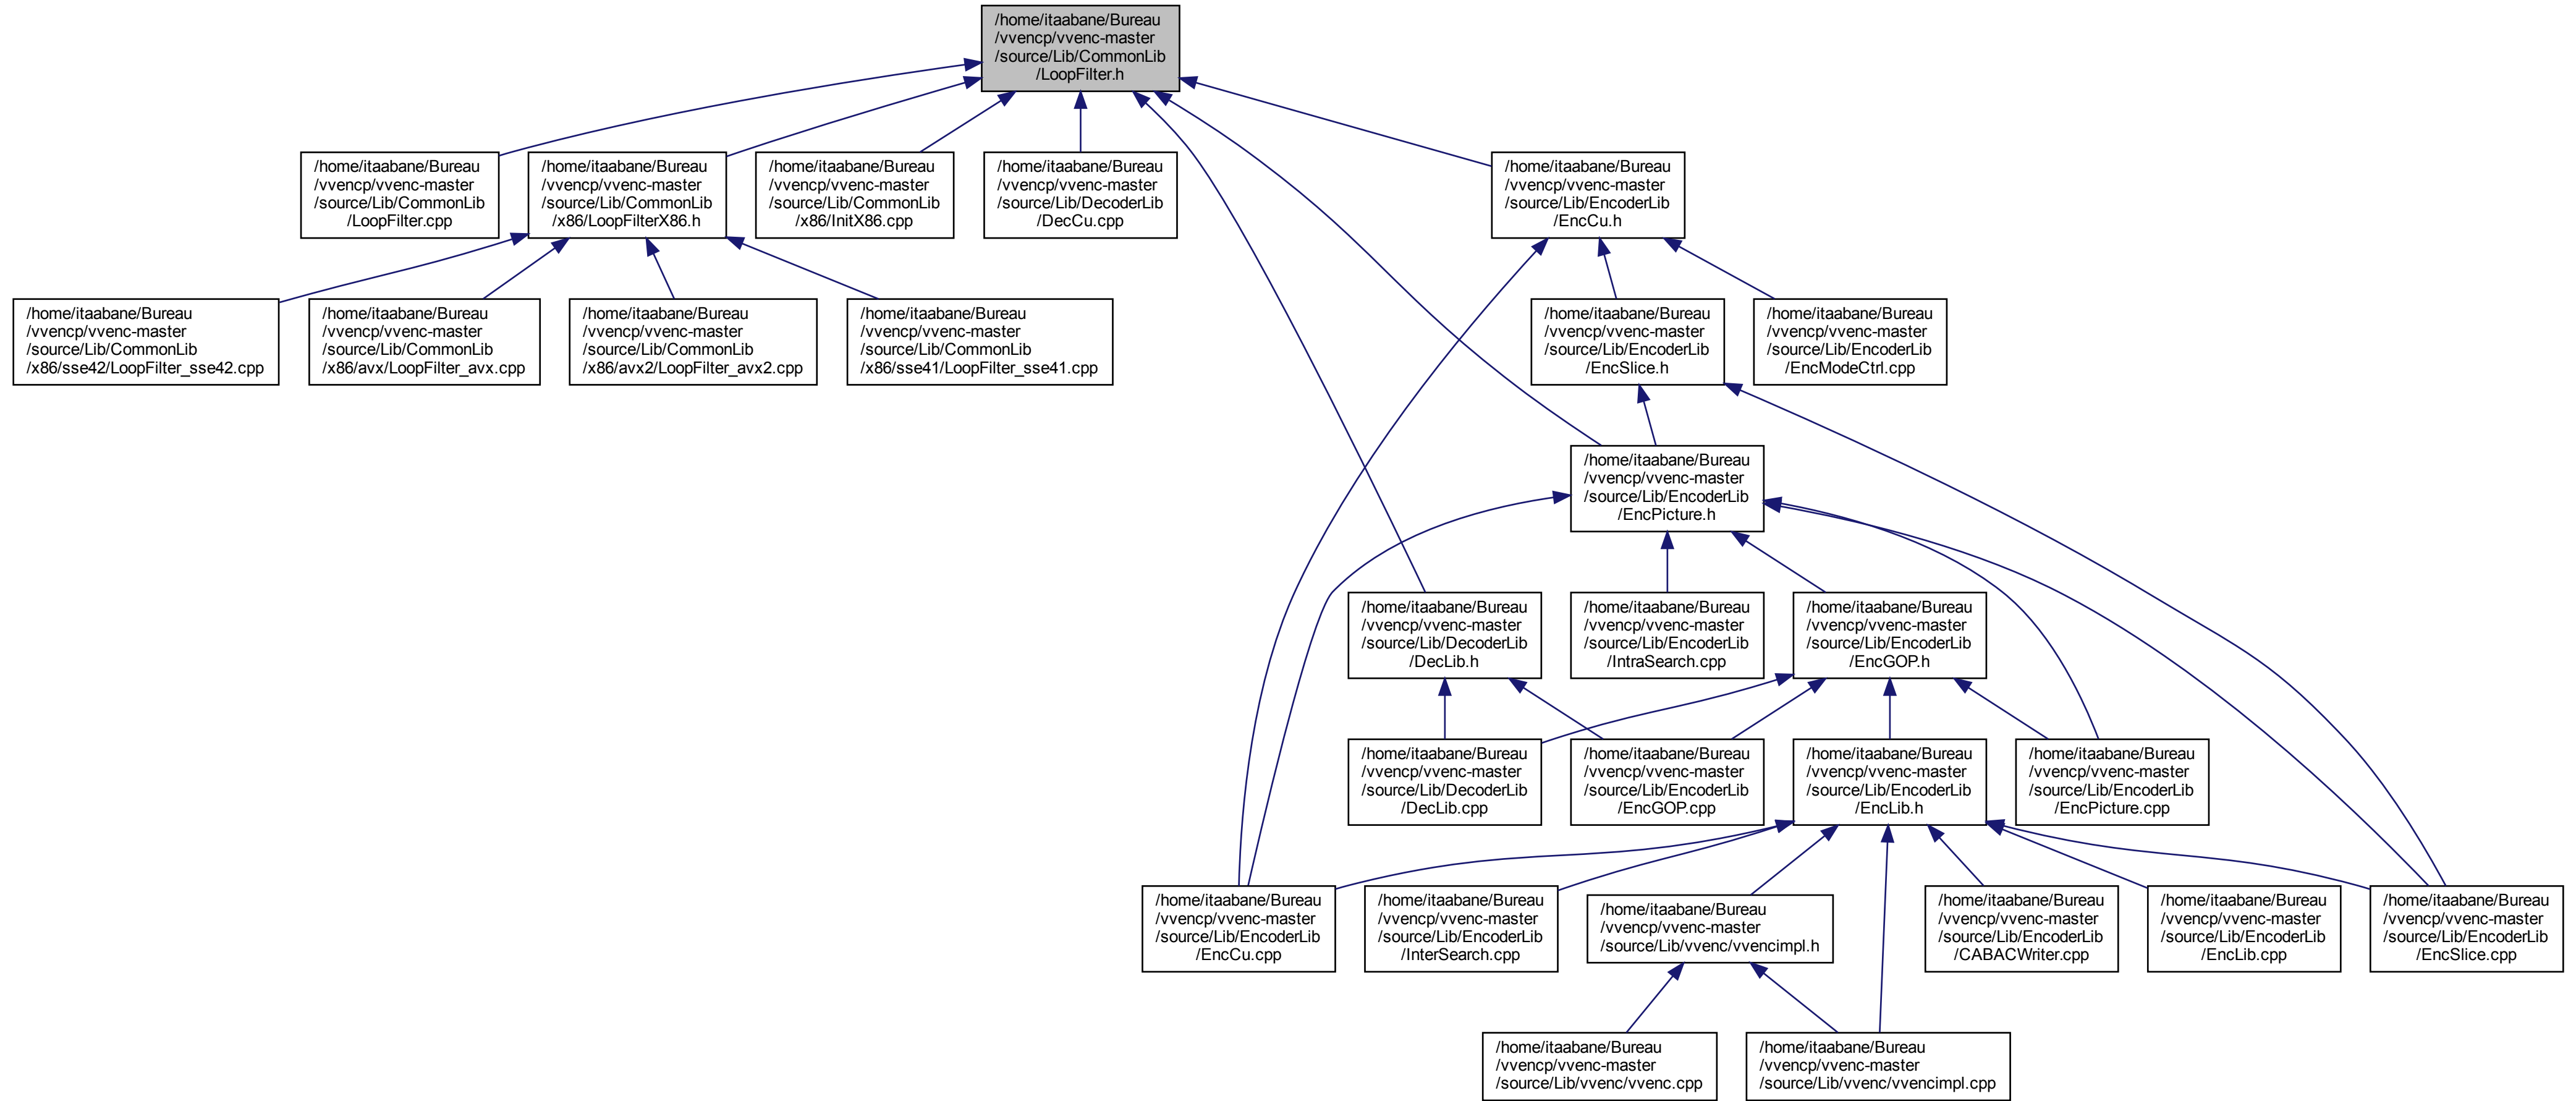 /home/itaabane/Bureau
/vvencp/vvenc-master
/source/Lib/CommonLib
/LoopFilter.h
/home/itaabane/Bureau
/vvencp/vvenc-master
/source/Lib/CommonLib
/LoopFilter.cpp
/home/itaabane/Bureau
/vvencp/vvenc-master
/source/Lib/CommonLib
/x86/LoopFilterX86.h
/home/itaabane/Bureau
/vvencp/vvenc-master
/source/Lib/CommonLib
/x86/InitX86.cpp
/home/itaabane/Bureau
/vvencp/vvenc-master
/source/Lib/DecoderLib
/DecCu.cpp
/home/itaabane/Bureau
/vvencp/vvenc-master
/source/Lib/EncoderLib
/EncCu.h
/home/itaabane/Bureau
/vvencp/vvenc-master
/source/Lib/CommonLib
/x86/sse42/LoopFilter_sse42.cpp
/home/itaabane/Bureau
/vvencp/vvenc-master
/source/Lib/CommonLib
/x86/avx/LoopFilter_avx.cpp
/home/itaabane/Bureau
/vvencp/vvenc-master
/source/Lib/CommonLib
/x86/avx2/LoopFilter_avx2.cpp
/home/itaabane/Bureau
/vvencp/vvenc-master
/source/Lib/CommonLib
/x86/sse41/LoopFilter_sse41.cpp
/home/itaabane/Bureau
/vvencp/vvenc-master
/source/Lib/EncoderLib
/EncSlice.h
/home/itaabane/Bureau
/vvencp/vvenc-master
/source/Lib/EncoderLib
/EncModeCtrl.cpp
/home/itaabane/Bureau
/vvencp/vvenc-master
/source/Lib/EncoderLib
/EncPicture.h
/home/itaabane/Bureau
/vvencp/vvenc-master
/source/Lib/DecoderLib
/DecLib.h
/home/itaabane/Bureau
/vvencp/vvenc-master
/source/Lib/EncoderLib
/IntraSearch.cpp
/home/itaabane/Bureau
/vvencp/vvenc-master
/source/Lib/EncoderLib
/EncGOP.h
/home/itaabane/Bureau
/vvencp/vvenc-master
/source/Lib/DecoderLib
/DecLib.cpp
/home/itaabane/Bureau
/vvencp/vvenc-master
/source/Lib/EncoderLib
/EncGOP.cpp
/home/itaabane/Bureau
/vvencp/vvenc-master
/source/Lib/EncoderLib
/EncLib.h
/home/itaabane/Bureau
/vvencp/vvenc-master
/source/Lib/EncoderLib
/EncPicture.cpp
/home/itaabane/Bureau
/vvencp/vvenc-master
/source/Lib/EncoderLib
/EncCu.cpp
/home/itaabane/Bureau
/vvencp/vvenc-master
/source/Lib/EncoderLib
/InterSearch.cpp
/home/itaabane/Bureau
/vvencp/vvenc-master
/source/Lib/vvenc/vvencimpl.h
/home/itaabane/Bureau
/vvencp/vvenc-master
/source/Lib/EncoderLib
/CABACWriter.cpp
/home/itaabane/Bureau
/vvencp/vvenc-master
/source/Lib/EncoderLib
/EncLib.cpp
/home/itaabane/Bureau
/vvencp/vvenc-master
/source/Lib/EncoderLib
/EncSlice.cpp
/home/itaabane/Bureau
/vvencp/vvenc-master
/source/Lib/vvenc/vvenc.cpp
/home/itaabane/Bureau
/vvencp/vvenc-master
/source/Lib/vvenc/vvencimpl.cpp